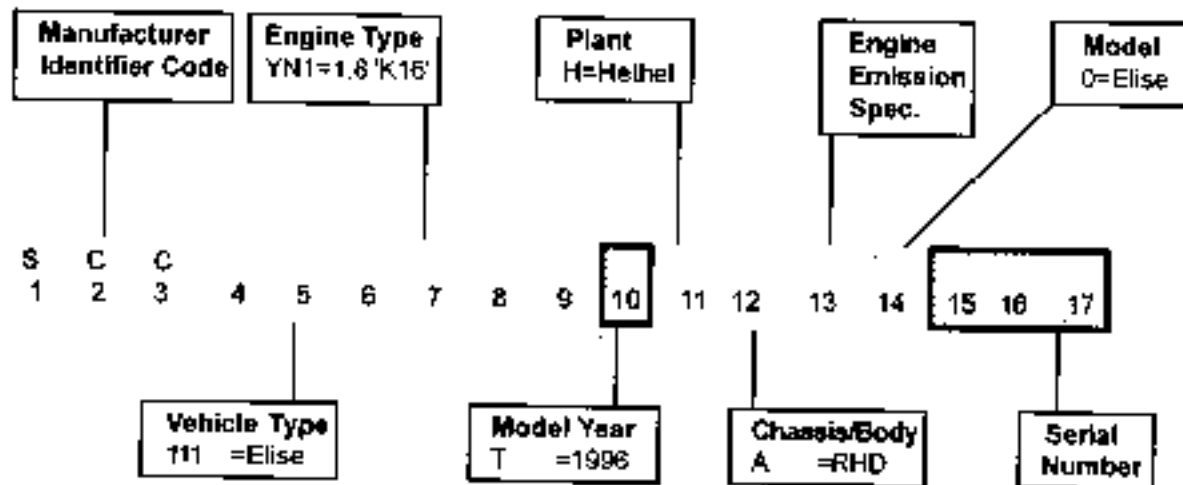 Manufacturer
Identifier Code
Engine Type
YN1=1.8 'K16'
Plant
H=Hethel
Engine
Emission
Spec.
Model
0=Elise
S C C
1 2 3 4 5 6 7 8 9 10 11 12 13 14 15 16 17
Vehicle Type
111 =Elise
Model Year
T =1996
Chassis/Body
A =RHD
Serial
Number